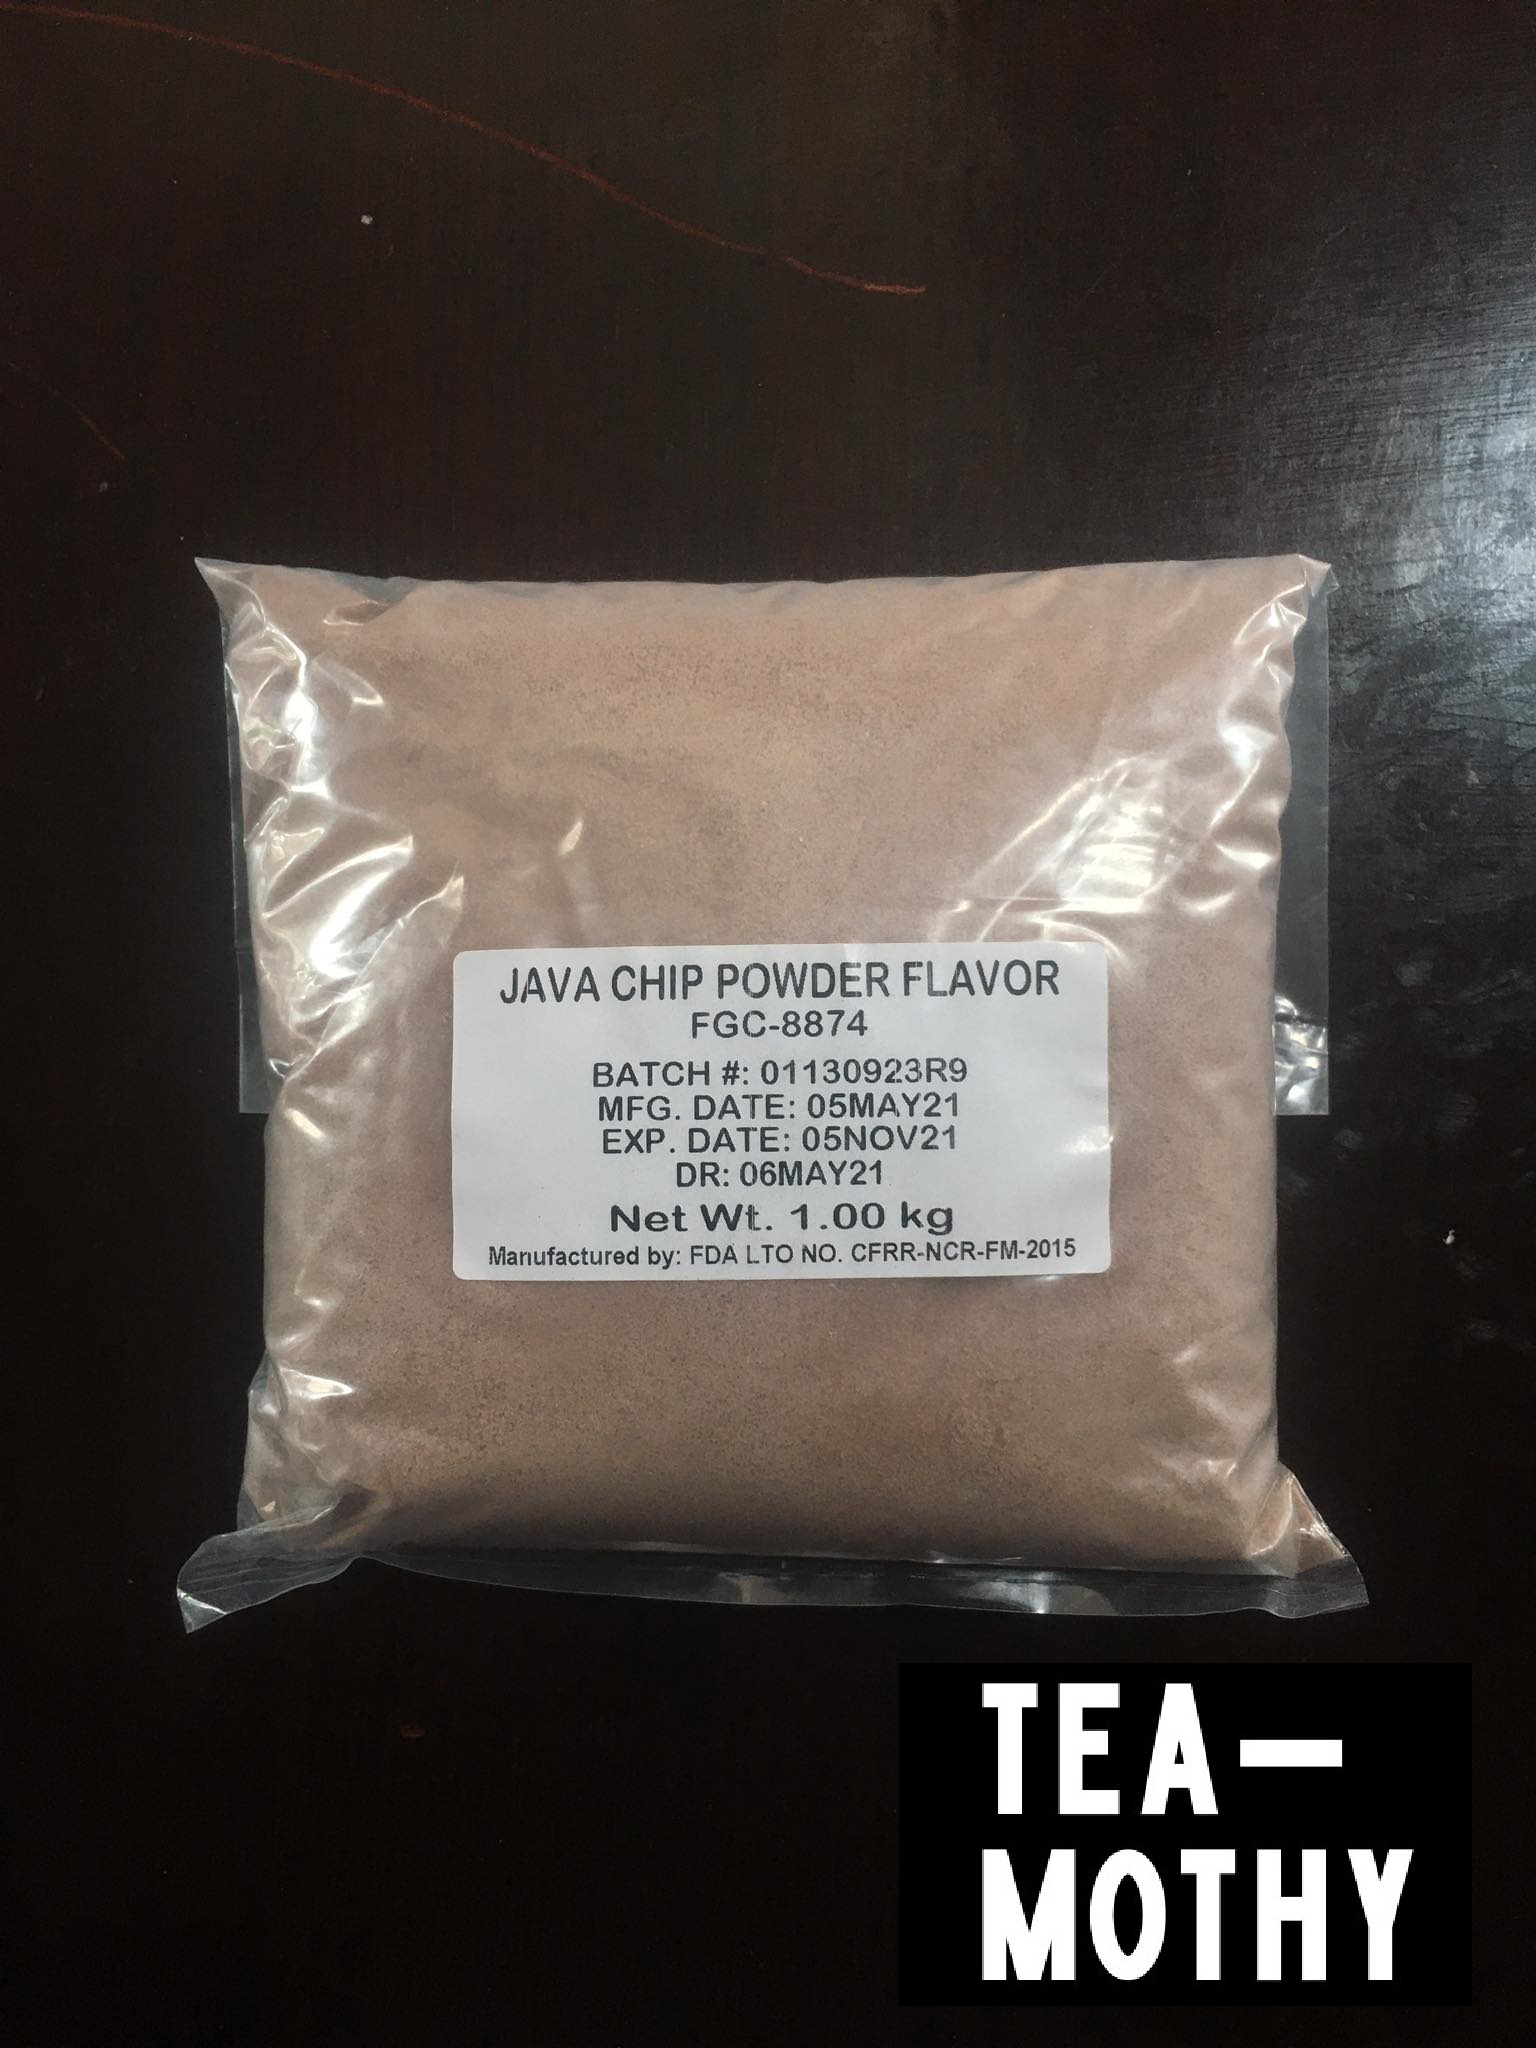 JAVA CHIP POWDER FLAVOR
FGC-8874
BATCH #: 01130923R9
MFG. DATE: 05MAY21
EXP. DATE: 05NOV21
DR: 06MAY21
Net Wt. 1.00 kg
Manufactured by: FDA LTO NO. CFRR-NCR-FM-2015
TEA—
MOTHY